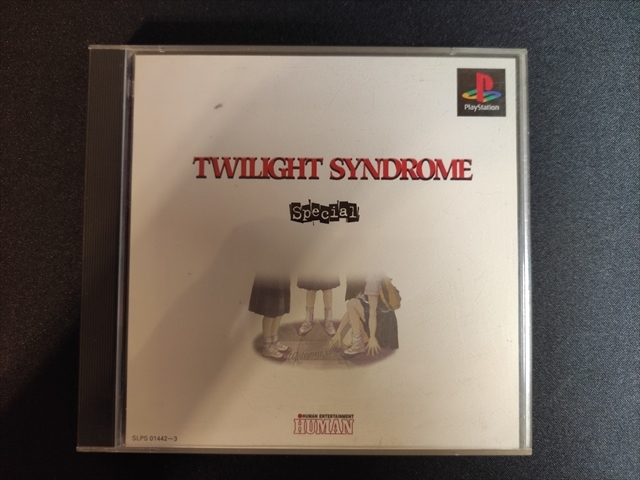 PlayStation
TWILIGHT SYNDROME
Special
HUMAN ENTERTAINMENT
HUMAN
SLPS 01442~3